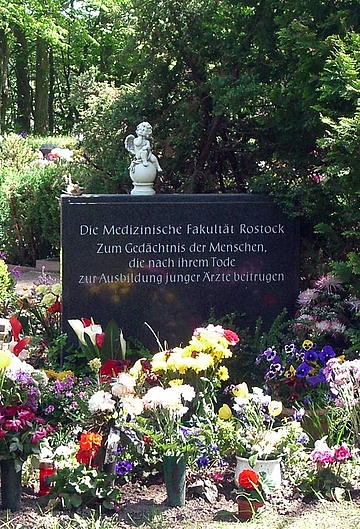 Die Medizinische Fakultät Rostock
Zum Gedächtnis der Menschen,
die nach ihrem Tode
zur Ausbildung junger Ärzte beitrugen